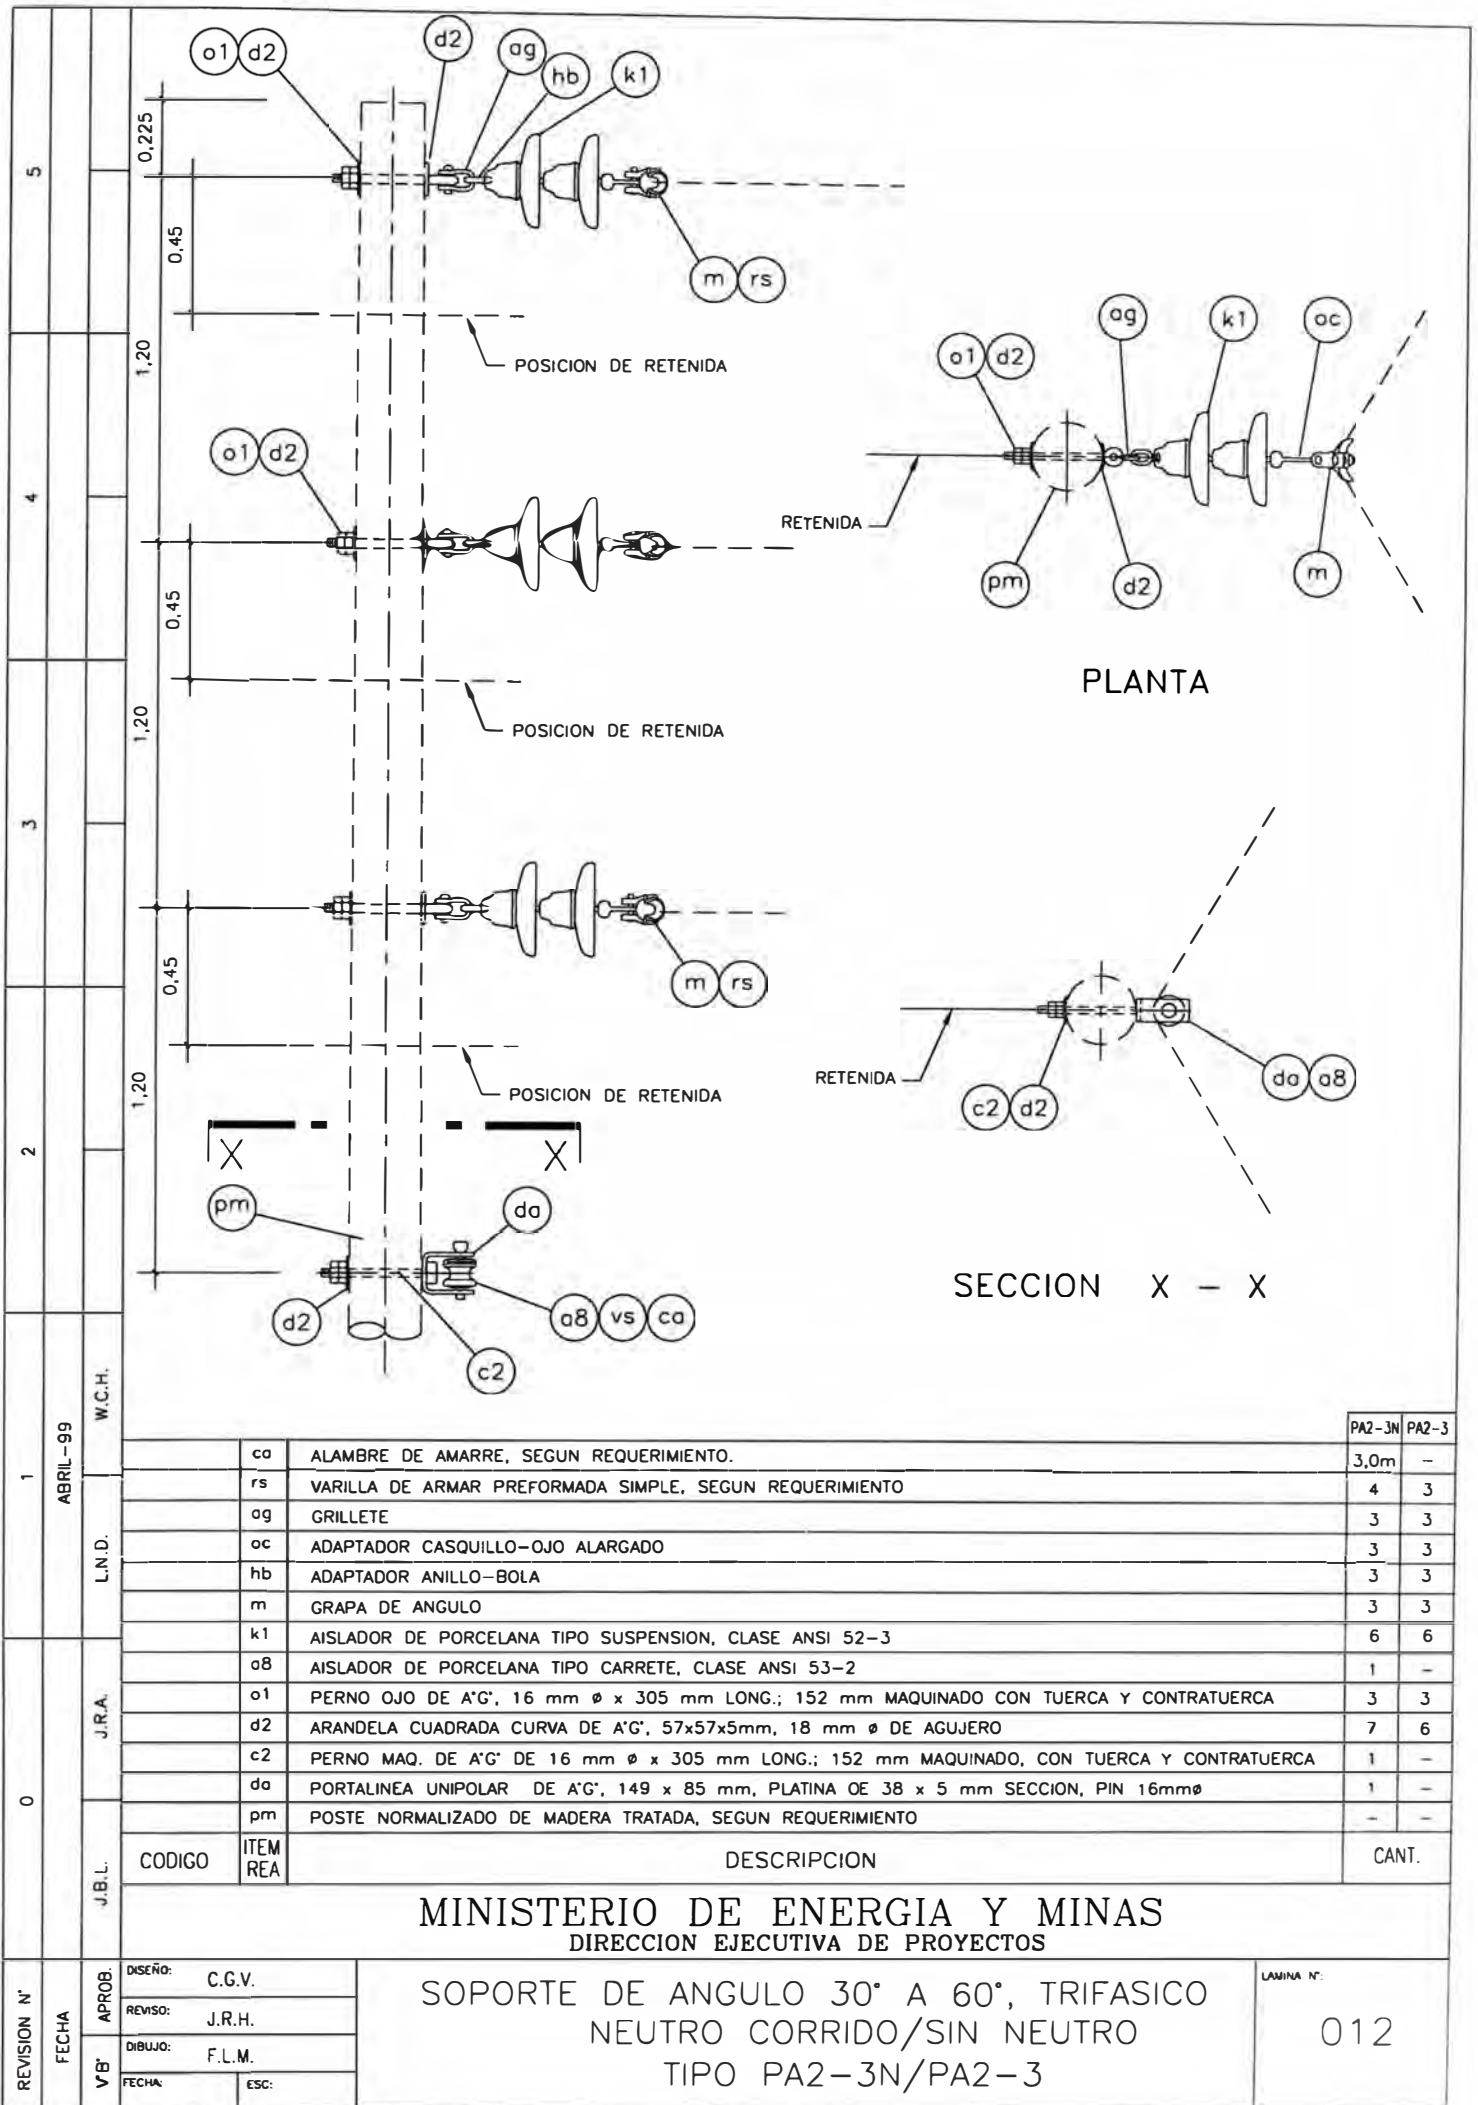 o1 d2
d2
ag
hb
k1
0,225
0,45
1,20
m rs
POSICION DE RETENIDA
o1 d2
0,45
1,20
POSICION DE RETENIDA
m rs
0,45
1,20
POSICION DE RETENIDA
X X
pm
da
d2
a8 vs ca
c2
o1 d2
ag
k1
oc
RETENIDA
pm
d2
m
PLANTA
RETENIDA
c2 d2
da a8
SECCION X - X
PA2-3N PA2-3
ca ALAMBRE DE AMARRE, SEGUN REQUERIMIENTO. 3,0m -
rs VARILLA DE ARMAR PREFORMADA SIMPLE, SEGUN REQUERIMIENTO 4 3
ag GRILLETE 3 3
oc ADAPTADOR CASQUILLO-OJO ALARGADO 3 3
hb ADAPTADOR ANILLO-BOLA 3 3
m GRAPA DE ANGULO 3 3
k1 AISLADOR DE PORCELANA TIPO SUSPENSION, CLASE ANSI 52-3 6 6
a8 AISLADOR DE PORCELANA TIPO CARRETE, CLASE ANSI 53-2 1 -
o1 PERNO OJO DE A°G°, 16 mm ø x 305 mm LONG.; 152 mm MAQUINADO CON TUERCA Y CONTRATUERCA 3 3
d2 ARANDELA CUADRADA CURVA DE A°G°, 57x57x5mm, 18 mm ø DE AGUJERO 7 6
c2 PERNO MAQ. DE A°G° DE 16 mm ø x 305 mm LONG.; 152 mm MAQUINADO, CON TUERCA Y CONTRATUERCA 1 -
da PORTALINEA UNIPOLAR DE A°G°, 149 x 85 mm, PLATINA OE 38 x 5 mm SECCION, PIN 16mmø 1 -
pm POSTE NORMALIZADO DE MADERA TRATADA, SEGUN REQUERIMIENTO - -
CODIGO ITEM REA DESCRIPCION CANT.
MINISTERIO DE ENERGIA Y MINAS
DIRECCION EJECUTIVA DE PROYECTOS
DISEÑO: C.G.V.
REVISO: J.R.H.
DIBUJO: F.L.M.
FECHA: ESC:
SOPORTE DE ANGULO 30° A 60°, TRIFASICO
NEUTRO CORRIDO/SIN NEUTRO
TIPO PA2-3N/PA2-3
LAMINA N°:
012
REVISION N° 0 1 2 3 4 5
FECHA ABRIL-99
APROB. J.R.A. W.C.H.
V°B° J.B.L. L.N.D.